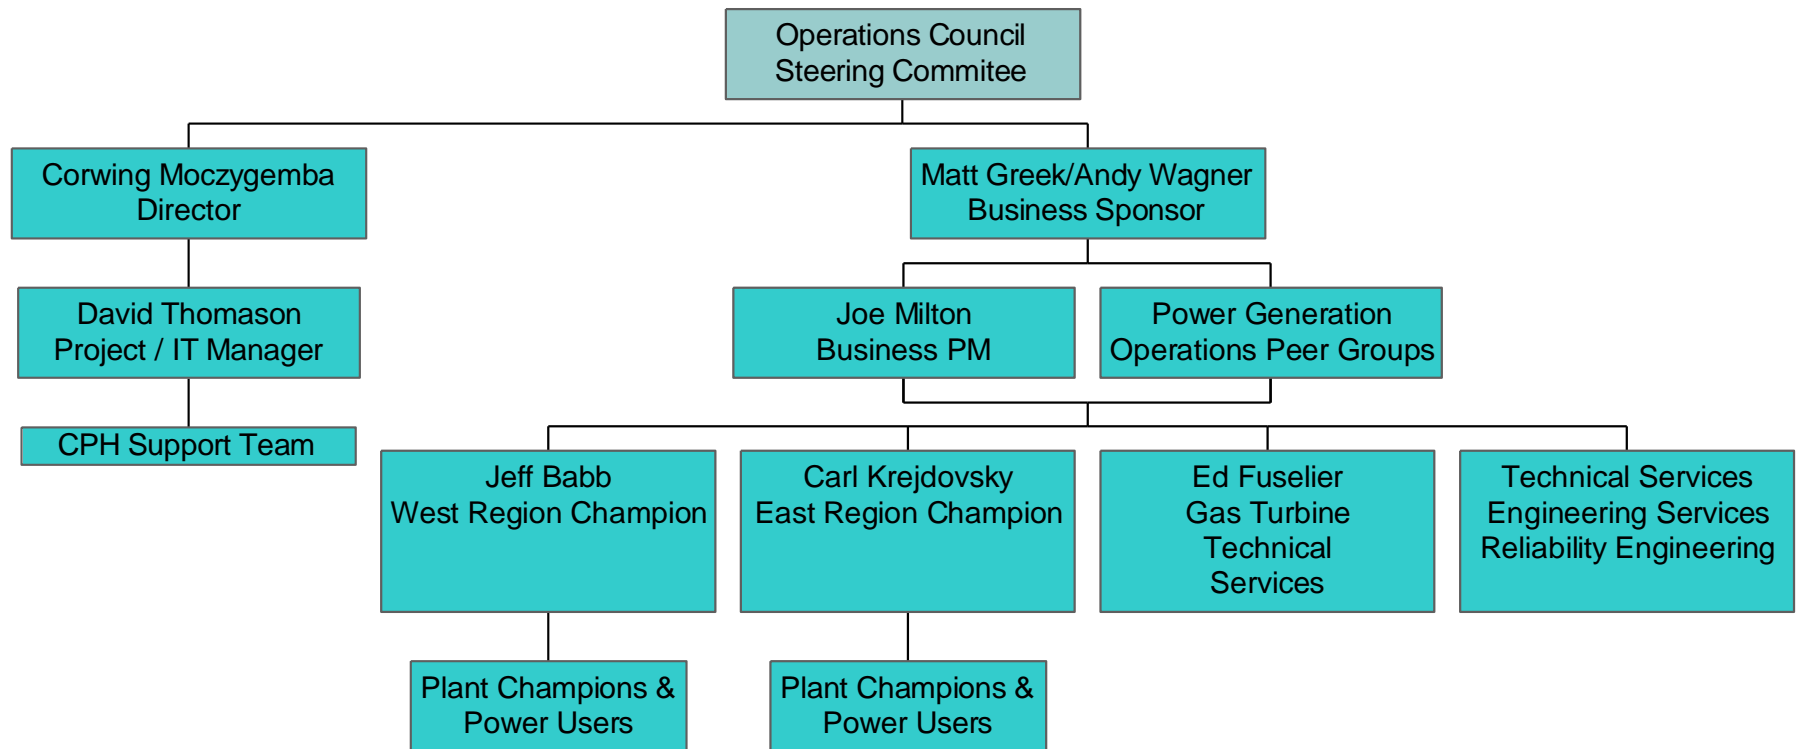 Operations Council
Steering Commitee
Corwing Moczygemba
Director
Matt Greek/Andy Wagner
Business Sponsor
David Thomason
Project / IT Manager
Joe Milton
Business PM
Power Generation
Operations Peer Groups
CPH Support Team
Jeff Babb
West Region Champion
Carl Krejdovsky
East Region Champion
Ed Fuselier
Gas Turbine
Technical
Services
Technical Services
Engineering Services
Reliability Engineering
Plant Champions &
Power Users
Plant Champions &
Power Users